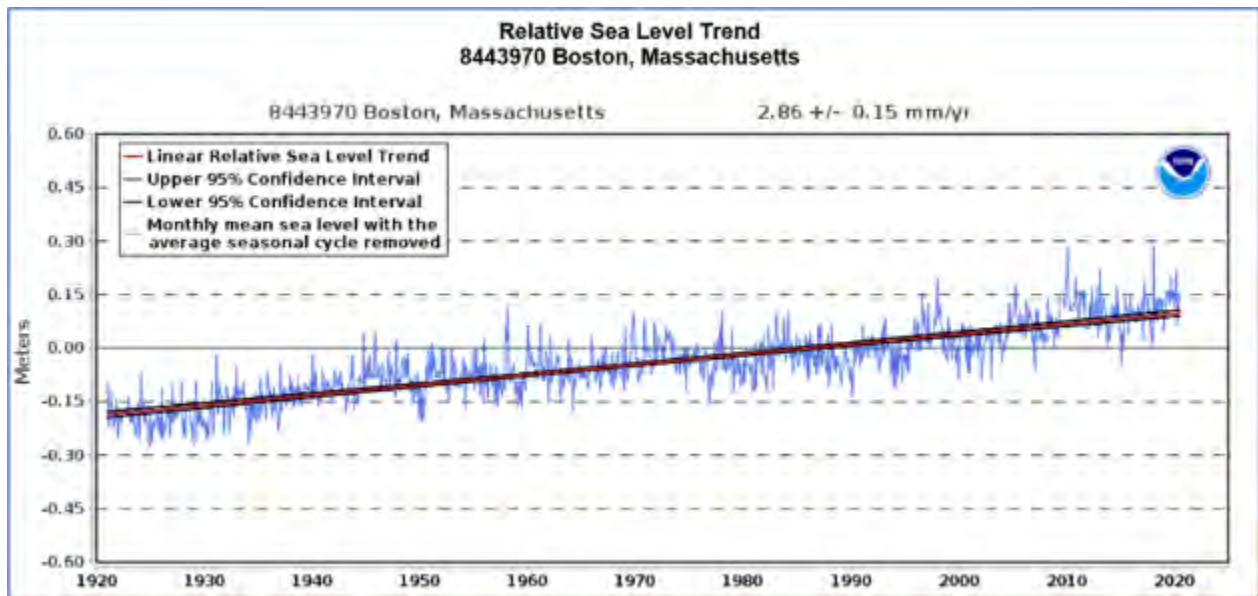 Relative Sea Level Trend
8443970 Boston, Massachusetts
8443970 Boston, Massachusetts 2.86 +/- 0.15 mm/yr
0.60
Linear Relative Sea Level Trend
Upper 95% Confidence Interval
0.45
Lower 95% Confidence Interval
Monthly mean sea level with the
average seasonal cycle removed
0.30
0.15
0.00
Meters
-0.15
-0.30
-0.45
-0.60
1920 1930 1940 1950 1960 1970 1980 1990 2000 2010 2020